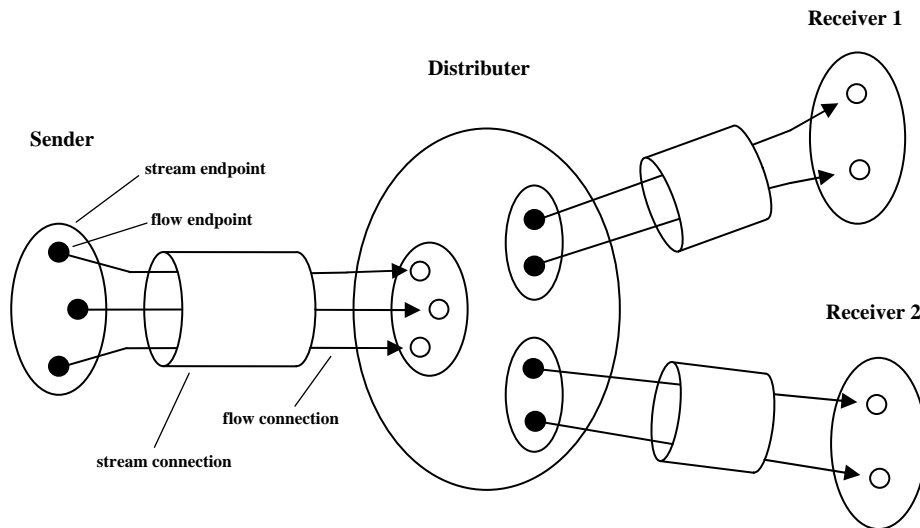 Receiver 1
Distributer
Sender
stream endpoint
flow endpoint
Receiver 2
flow connection
stream connection